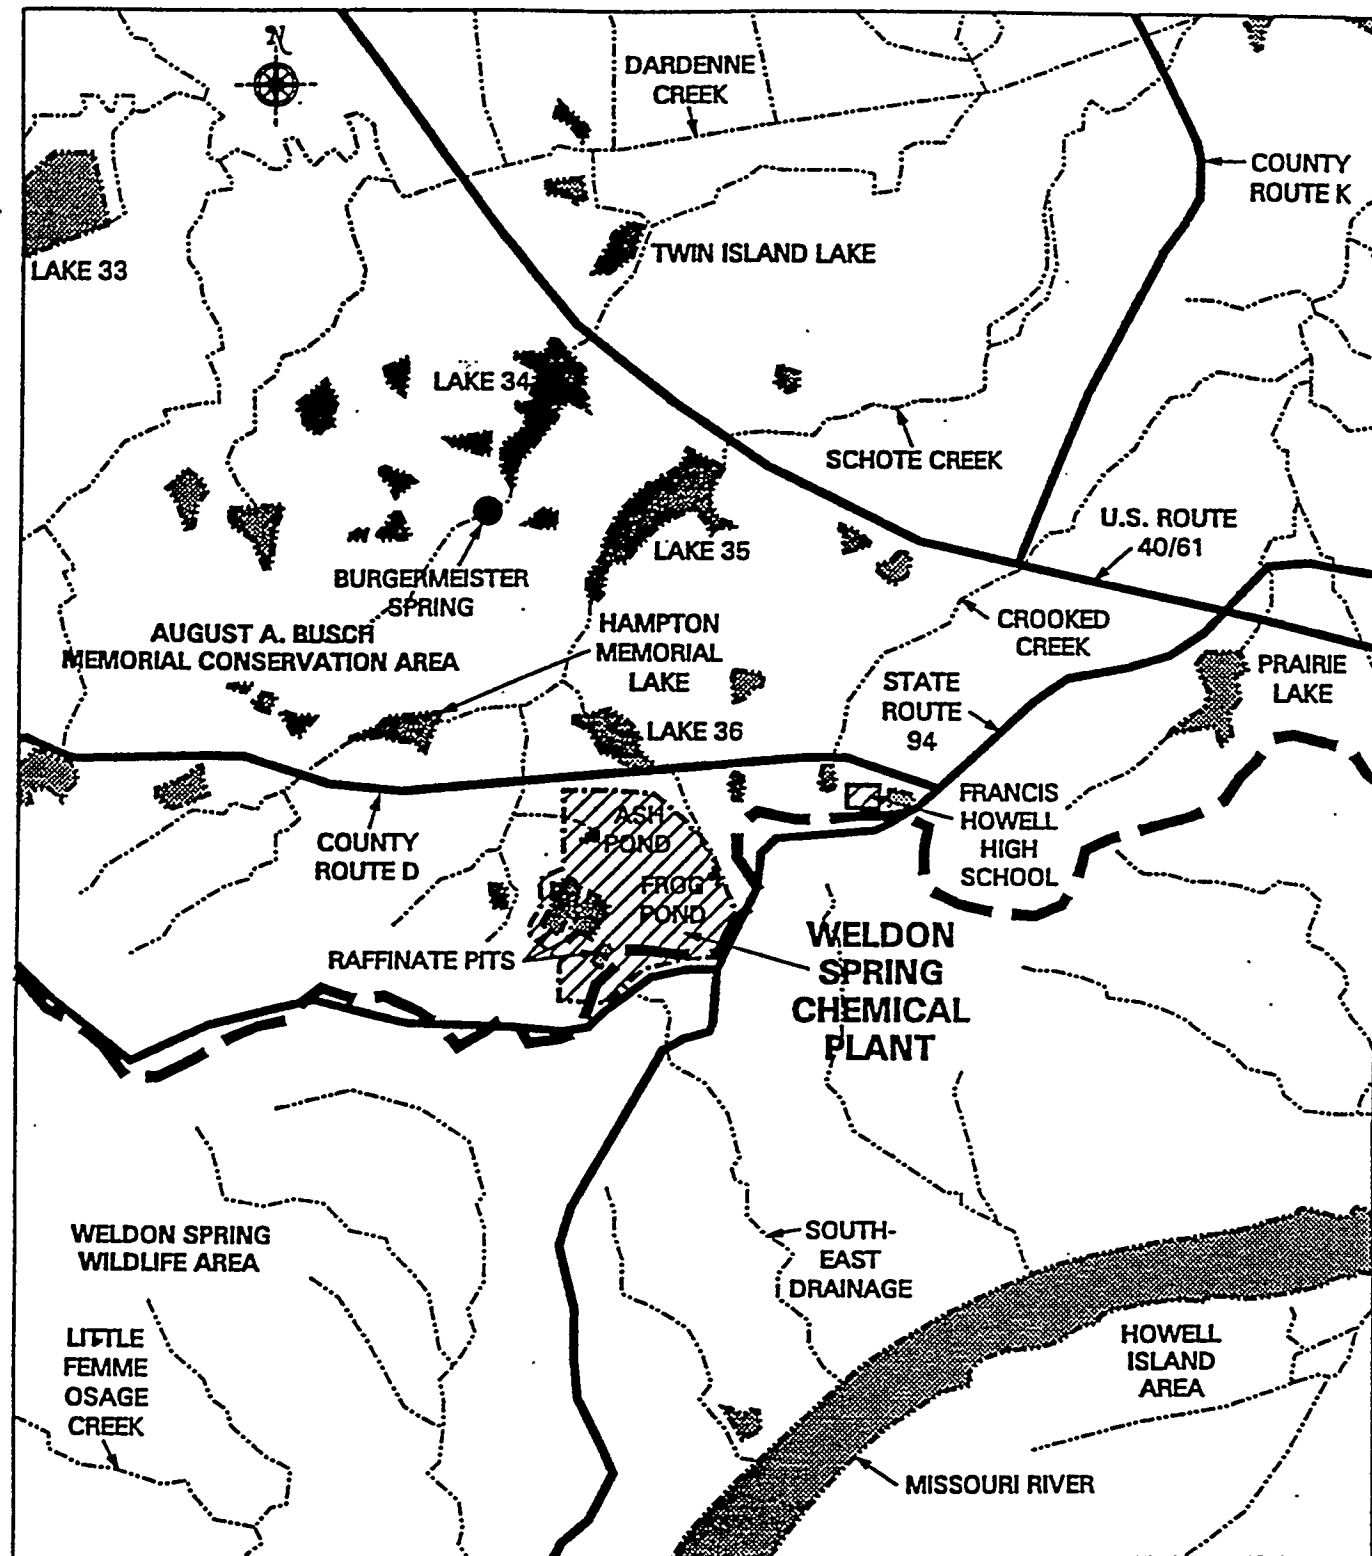 N
DARDENNE
CREEK
COUNTY
ROUTE K
LAKE 33
TWIN ISLAND LAKE
LAKE 34
SCHOTE CREEK
U.S. ROUTE
40/61
LAKE 35
BURGERMEISTER
SPRING
CROOKED
CREEK
HAMPTON
MEMORIAL
LAKE
AUGUST A. BUSCH
MEMORIAL CONSERVATION AREA
PRAIRIE
LAKE
STATE
ROUTE
94
LAKE 36
FRANCIS
HOWELL
HIGH
SCHOOL
ASH
POND
COUNTY
ROUTE D
FROG
POND
RAFFINATE PITS
WELDON
SPRING
CHEMICAL
PLANT
WELDON SPRING
WILDLIFE AREA
SOUTH-
EAST
DRAINAGE
LITTLE
FEMME
OSAGE
CREEK
HOWELL
ISLAND
AREA
MISSOURI RIVER